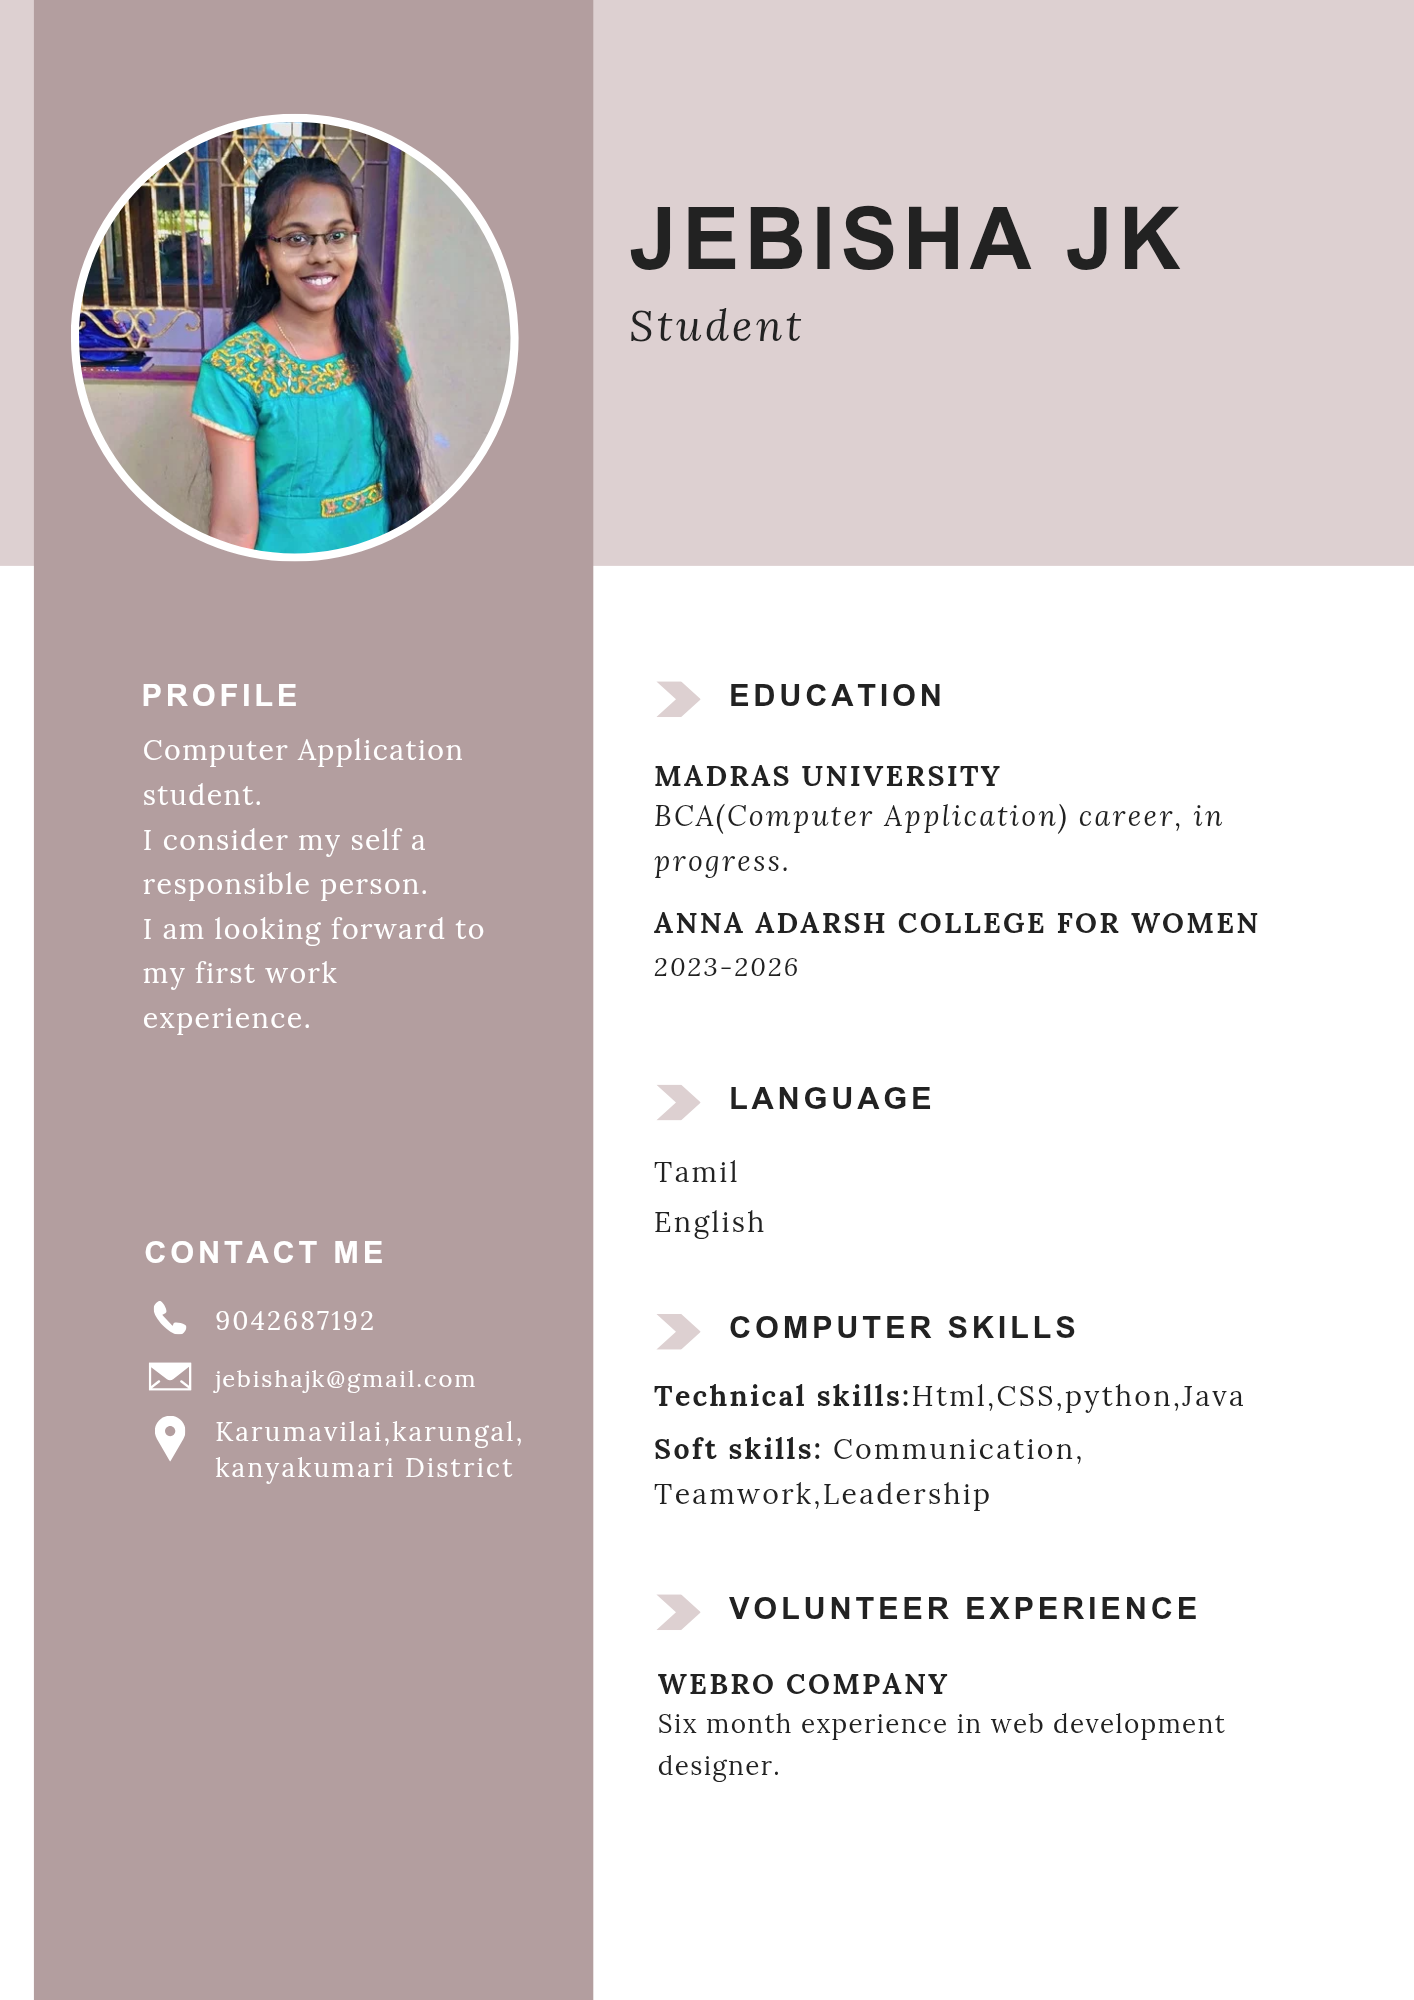 JEBISHA JK
Student
PROFILE
Computer Application
student.
I consider my self a
responsible person.
I am looking forward to
my first work
experience.
CONTACT ME
9042687192
jebishajk@gmail.com
Karumavilai,karungal,
kanyakumari District
EDUCATION
MADRAS UNIVERSITY
BCA(Computer Application) career, in
progress.
ANNA ADARSH COLLEGE FOR WOMEN
2023-2026
LANGUAGE
Tamil
English
COMPUTER SKILLS
Technical skills:Html,CSS,python,Java
Soft skills: Communication,
Teamwork,Leadership
VOLUNTEER EXPERIENCE
WEBRO COMPANY
Six month experience in web development
designer.